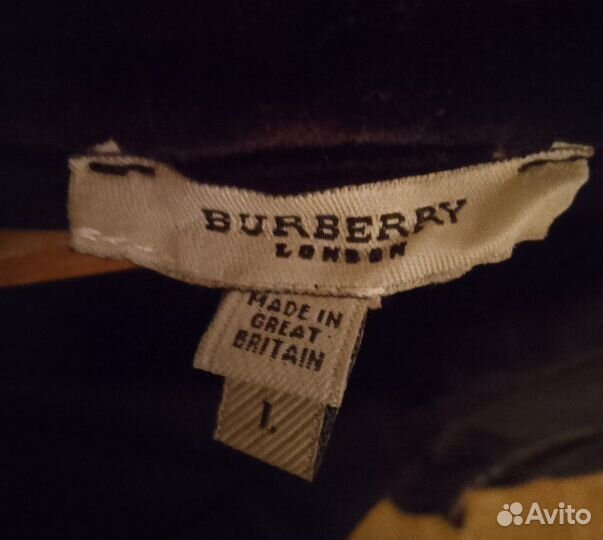 BURBERRY
LONDON
MADE IN
GREAT
BRITAIN
L
Avito